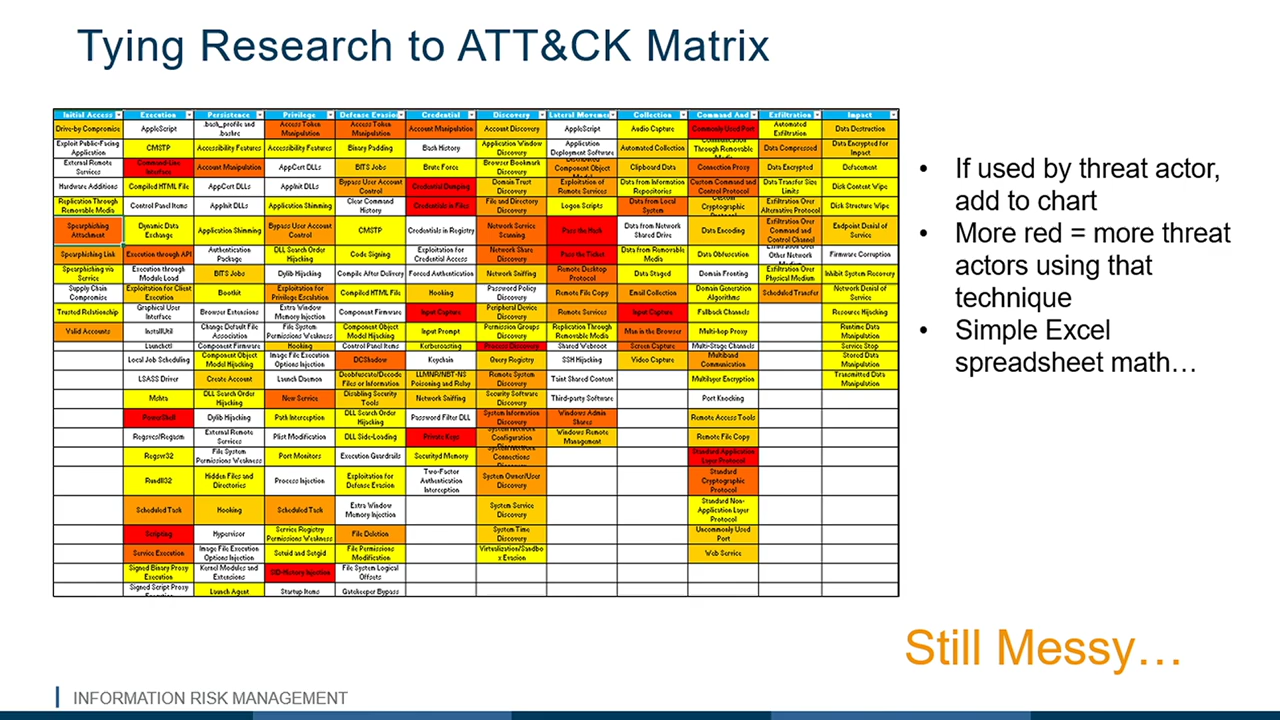 Tying Research to ATT&CK Matrix
Initial Access Execution Persistence Privilege Defense Evasion Credential Discovery Lateral Movemen Collection Command And Exfiltration Impact
Drive-by Compromise AppleScript .bash_profile and .bashrc Access Token Manipulation Access Token Manipulation Account Manipulation Account Discovery AppleScript Audio Capture Commonly Used Port Automated Exfiltration Data Destruction
Exploit Public-Facing Application CMSTP Accessibility Features Accessibility Features Binary Padding Bash History Application Window Discovery Application Deployment Software Automated Collection Communication Through Removable Data Compressed Data Encrypted for Impact
External Remote Services Command-Line Interface Account Manipulation AppCert DLLs BITS Jobs Brute Force Browser Bookmark Discovery Distributed Component Object Clipboard Data Connection Proxy Data Encrypted Defacement
Hardware Additions Compiled HTML File AppCert DLLs AppInit DLLs Bypass User Account Control Credential Dumping Domain Trust Discovery Exploitation of Remote Services Data from Information Repositories Custom Command and Control Protocol Data Transfer Size Limits Disk Content Wipe
Replication Through Removable Media Control Panel Items AppInit DLLs Application Shimming Clear Command History Credentials in Files File and Directory Discovery Logon Scripts Data from Local System Custom Cryptographic Exfiltration Over Alternative Protocol Disk Structure Wipe
Spearphishing Attachment Dynamic Data Exchange Application Shimming Bypass User Account Control CMSTP Credentials in Registry Network Service Scanning Pass the Hash Data from Network Shared Drive Data Encoding Exfiltration Over Command and Control Channel Endpoint Denial of Service
Spearphishing Link Execution through API Authentication Package DLL Search Order Hijacking Code Signing Exploitation for Credential Access Network Share Discovery Pass the Ticket Data from Removable Media Data Obfuscation Exfiltration Over Other Network Firmware Corruption
Spearphishing via Service Execution through Module Load BITS Jobs Dylib Hijacking Compile After Delivery Forced Authentication Network Sniffing Remote Desktop Protocol Data Staged Domain Fronting Exfiltration Over Physical Medium Inhibit System Recovery
Supply Chain Compromise Exploitation for Client Execution Bootkit Exploitation for Privilege Escalation Compiled HTML File Hooking Password Policy Discovery Remote File Copy Email Collection Domain Generation Algorithms Scheduled Transfer Network Denial of Service
Trusted Relationship Graphical User Interface Browser Extensions Extra Window Memory Injection Component Firmware Input Capture Peripheral Device Discovery Remote Services Input Capture Fallback Channels Resource Hijacking
Valid Accounts InstallUtil Change Default File Association File System Permissions Weakness Component Object Model Hijacking Input Prompt Permission Groups Discovery Replication Through Removable Media Man in the Browser Multi-hop Proxy Runtime Data Manipulation
Launchctl Component Firmware Hooking Control Panel Items Kerberoasting Process Discovery Shared Webroot Screen Capture Multi-Stage Channels Service Stop
Local Job Scheduling Component Object Model Hijacking Image File Execution Options Injection DCShadow Keychain Query Registry SSH Hijacking Video Capture Multiband Communication Stored Data Manipulation
LSASS Driver Create Account Launch Daemon Deobfuscate/Decode Files or Information LLMNR/NBT-NS Poisoning and Relay Remote System Discovery Taint Shared Content Multilayer Encryption Transmitted Data Manipulation
Mshta DLL Search Order Hijacking New Service Disabling Security Tools Network Sniffing Security Software Discovery Third-party Software Port Knocking
PowerShell Dylib Hijacking Path Interception DLL Search Order Hijacking Password Filter DLL System Information Discovery Windows Admin Shares Remote Access Tools
Regsvcs/Regasm External Remote Services Plist Modification DLL Side-Loading Private Keys System Network Configuration Windows Remote Management Remote File Copy
Regsvr32 File System Permissions Weakness Port Monitors Execution Guardrails Securityd Memory System Network Connections Standard Application Layer Protocol
Rundll32 Hidden Files and Directories Process Injection Exploitation for Defense Evasion Two-Factor Authentication Interception System Owner/User Discovery Standard Cryptographic Protocol
Scheduled Task Hooking Scheduled Task Extra Window Memory Injection System Service Discovery Standard Non-Application Layer Protocol
Scripting Hypervisor Service Registry Permissions Weakness File Deletion System Time Discovery Uncommonly Used Port
Service Execution Image File Execution Options Injection Setuid and Setgid File Permissions Modification Virtualization/Sandbox Evasion Web Service
Signed Binary Proxy Execution Kernel Modules and Extensions SID-History Injection File System Logical Offsets
Signed Script Proxy Launch Agent Startup Items Gatekeeper Bypass
• If used by threat actor,
add to chart
• More red = more threat
actors using that
technique
• Simple Excel
spreadsheet math…
Still Messy…
INFORMATION RISK MANAGEMENT